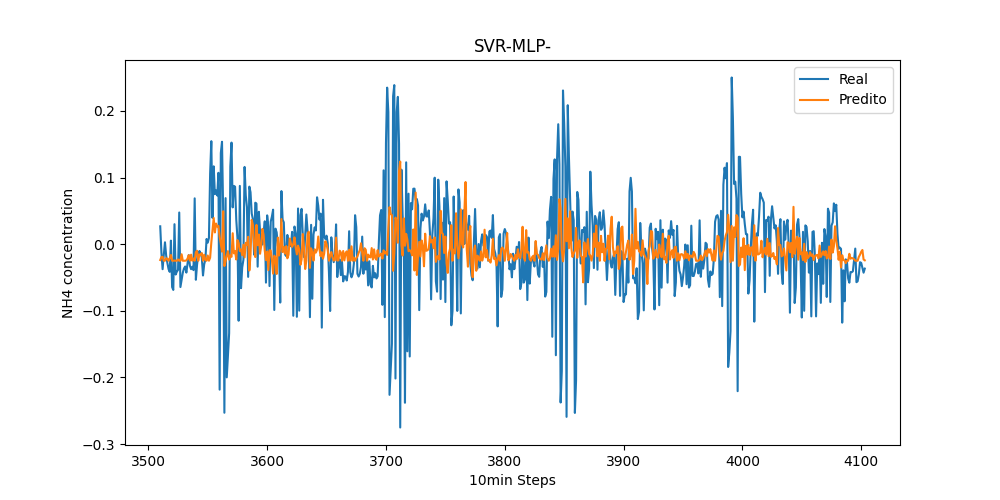 SVR-MLP-
Real
Predito
NH4 concentration
0.2
0.1
0.0
−0.1
−0.2
−0.3
3500 3600 3700 3800 3900 4000 4100
10min Steps